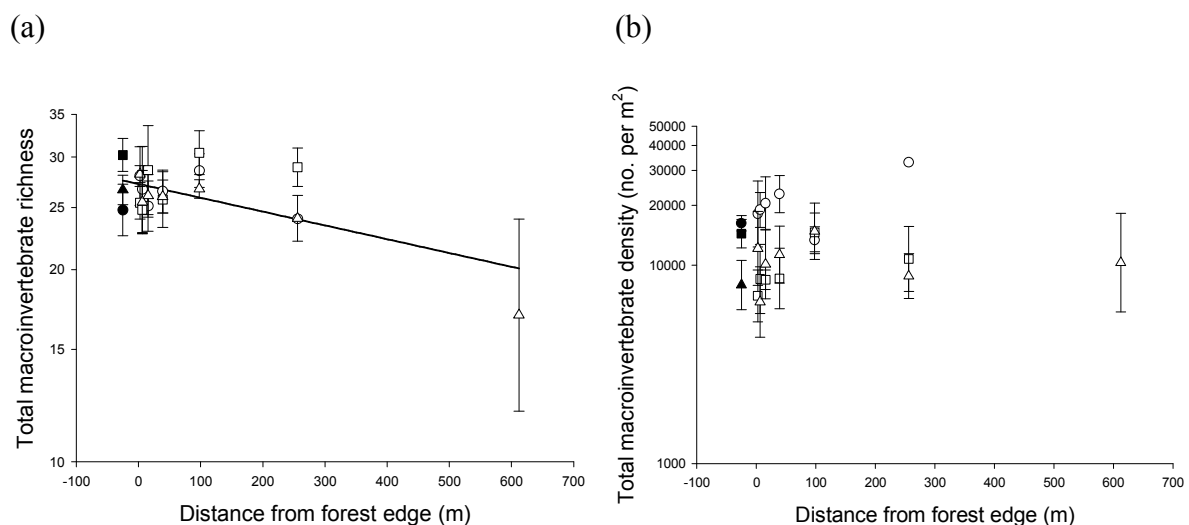 (a)
Total macroinvertebrate richness
35
30
25
20
15
10
-100 0 100 200 300 400 500 600 700
Distance from forest edge (m)
(b)
Total macroinvertebrate density (no. per m²)
50000
30000
20000
10000
1000
-100 0 100 200 300 400 500 600 700
Distance from forest edge (m)